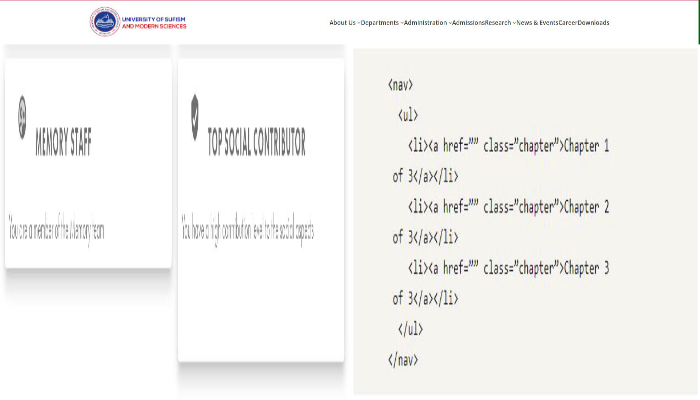 UNIVERSITY OF SUFISM
AND MODERN SCIENCES
About Us Departments Administration Admissions Research News & Events Career Downloads
MEMORY STAFF
You are a member of the Memory team
TOP SOCIAL CONTRIBUTOR
You have a high contribution level to the social aspects
<nav>
<ul>
<li><a href="" class="chapter">Chapter 1
of 3</a></li>
<li><a href="" class="chapter">Chapter 2
of 3</a></li>
<li><a href="" class="chapter">Chapter 3
of 3</a></li>
</ul>
</nav>